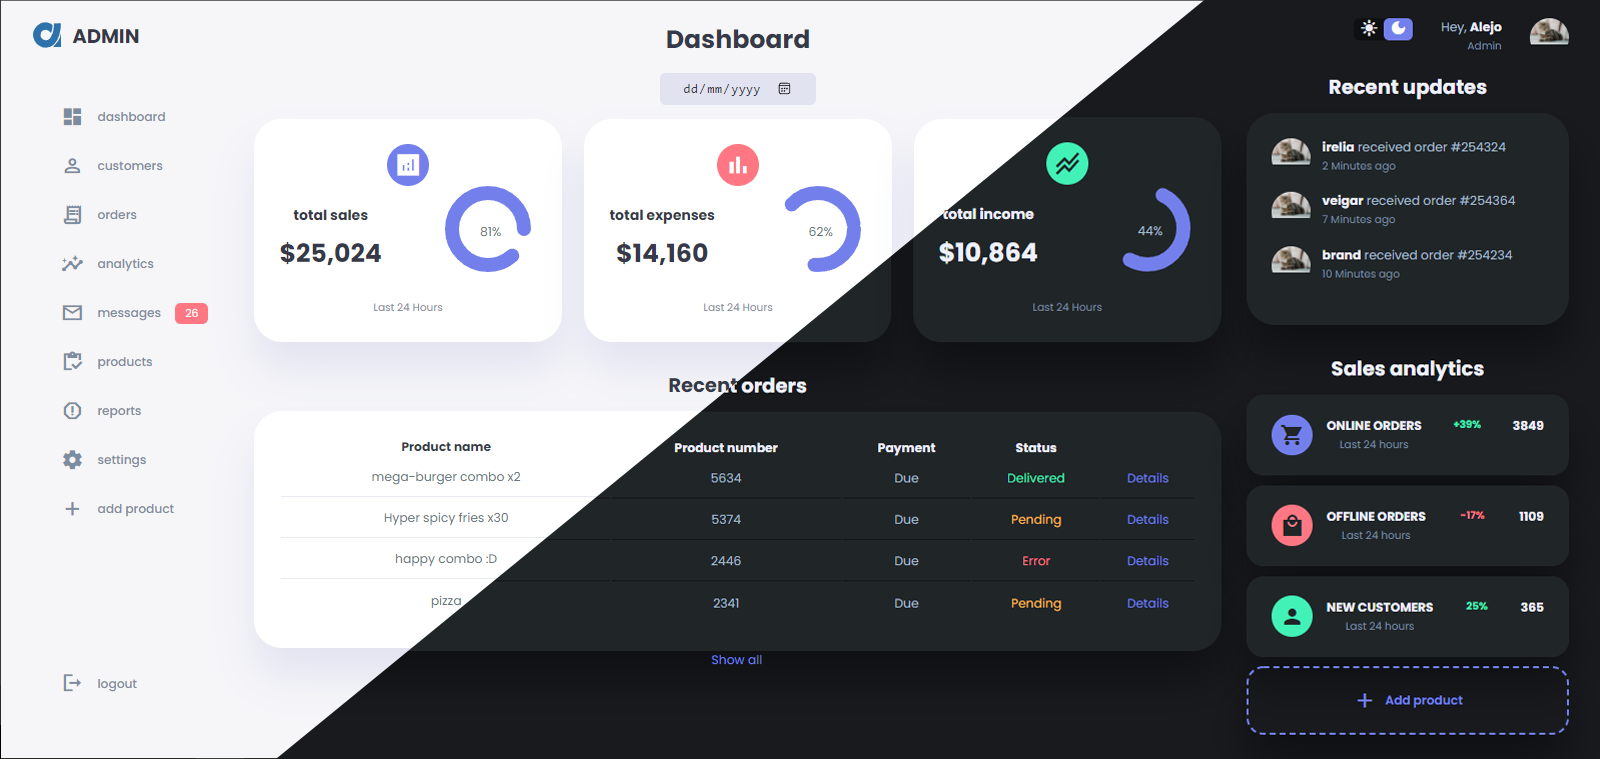 ADMIN
dashboard
customers
orders
analytics
messages 26
products
reports
settings
add product
logout
Dashboard
dd/mm/yyyy
total sales
$25,024
81%
Last 24 Hours
total expenses
$14,160
62%
Last 24 Hours
total income
$10,864
44%
Last 24 Hours
Recent orders
Product name Product number Payment Status
mega-burger combo x2 5634 Due Delivered Details
Hyper spicy fries x30 5374 Due Pending Details
happy combo :D 2446 Due Error Details
pizza 2341 Due Pending Details
Show all
Hey, Alejo
Admin
Recent updates
irelia received order #254324
2 Minutes ago
veigar received order #254364
7 Minutes ago
brand received order #254234
10 Minutes ago
Sales analytics
ONLINE ORDERS +39% 3849
Last 24 hours
OFFLINE ORDERS -17% 1109
Last 24 hours
NEW CUSTOMERS 25% 365
Last 24 hours
Add product